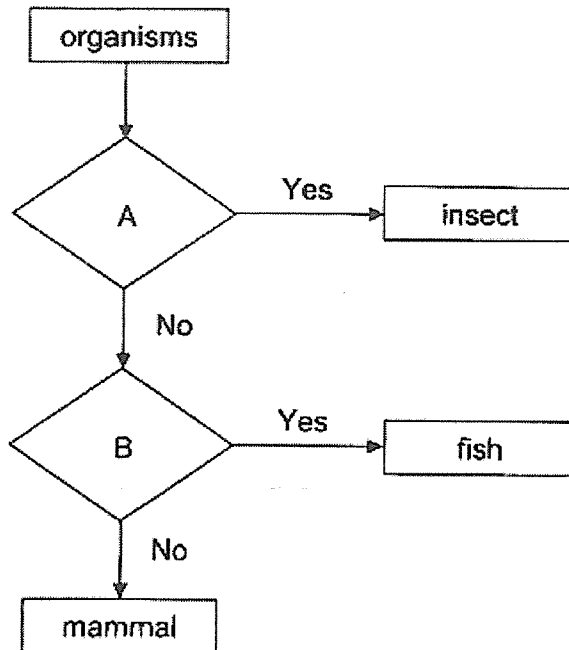 organisms
A
Yes
insect
No
B
Yes
fish
No
mammal